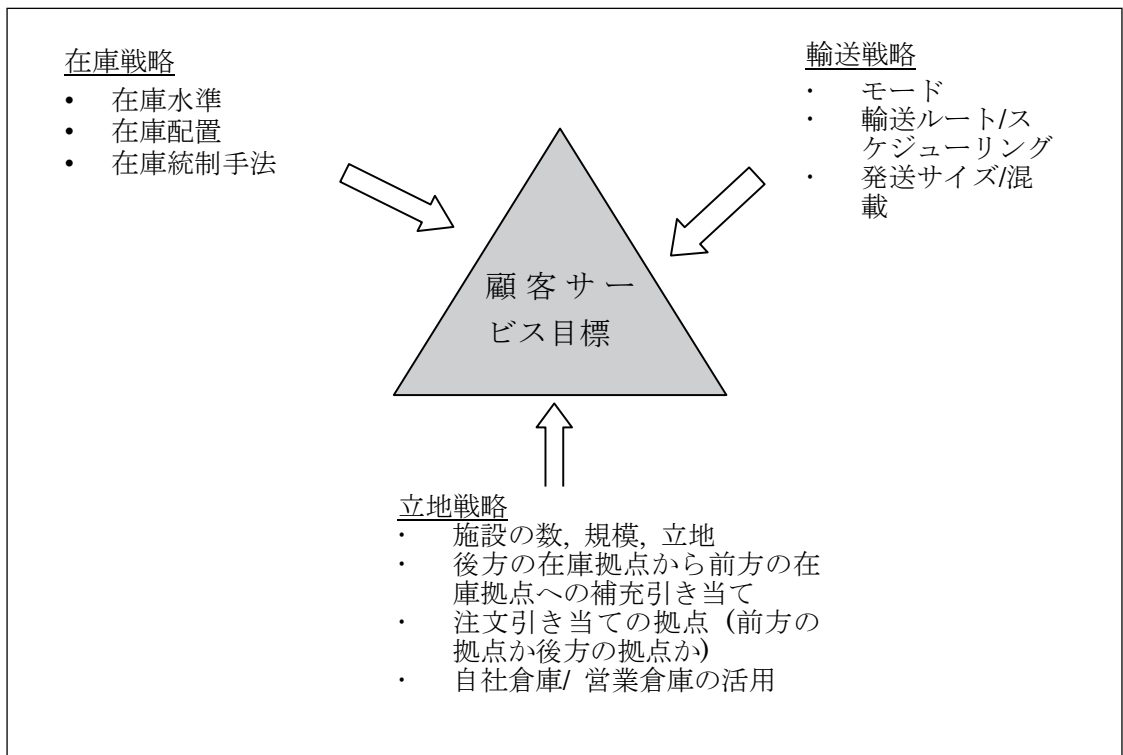 在庫戦略
• 在庫水準
• 在庫配置
• 在庫統制手法
輸送戦略
・ モード
・ 輸送ルート/ス
ケジューリング
・ 発送サイズ/混
載
顧客サー
ビス目標
立地戦略
・ 施設の数, 規模, 立地
・ 後方の在庫拠点から前方の在
庫拠点への補充引き当て
・ 注文引き当ての拠点 (前方の
拠点か後方の拠点か)
・ 自社倉庫/ 営業倉庫の活用